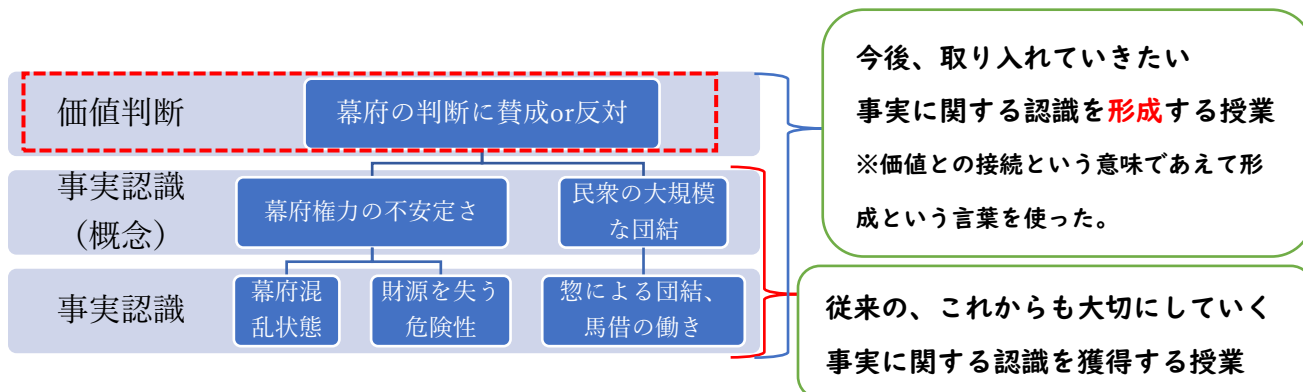 価値判断
幕府の判断に賛成or反対
事実認識
（概念）
幕府権力の不安定さ
民衆の大規模
な団結
事実認識
幕府混
乱状態
財源を失う
危険性
惣による団結、
馬借の働き
今後、取り入れていきたい
事実に関する認識を形成する授業
※価値との接続という意味であえて形
成という言葉を使った。
従来の、これからも大切にしていく
事実に関する認識を獲得する授業